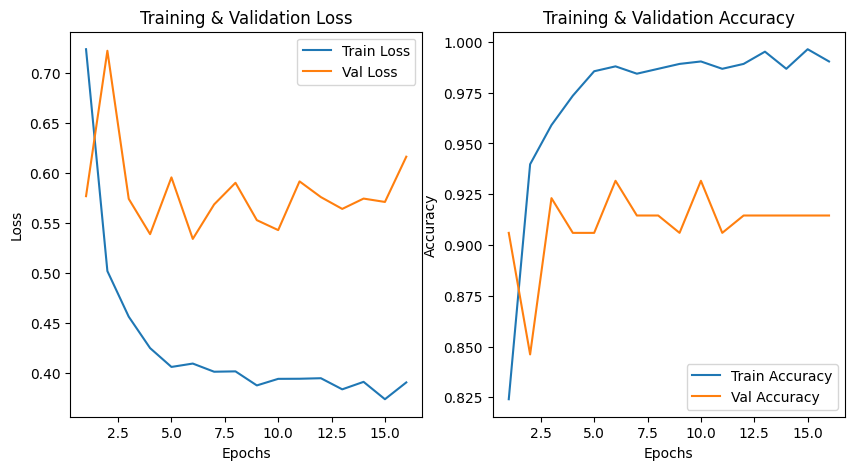 Training & Validation Loss
Train Loss
Val Loss
0.70
0.65
0.60
0.55
0.50
0.45
0.40
Loss
2.5 5.0 7.5 10.0 12.5 15.0
Epochs
Training & Validation Accuracy
1.000
0.975
0.950
0.925
0.900
0.875
0.850
0.825
Accuracy
Train Accuracy
Val Accuracy
2.5 5.0 7.5 10.0 12.5 15.0
Epochs